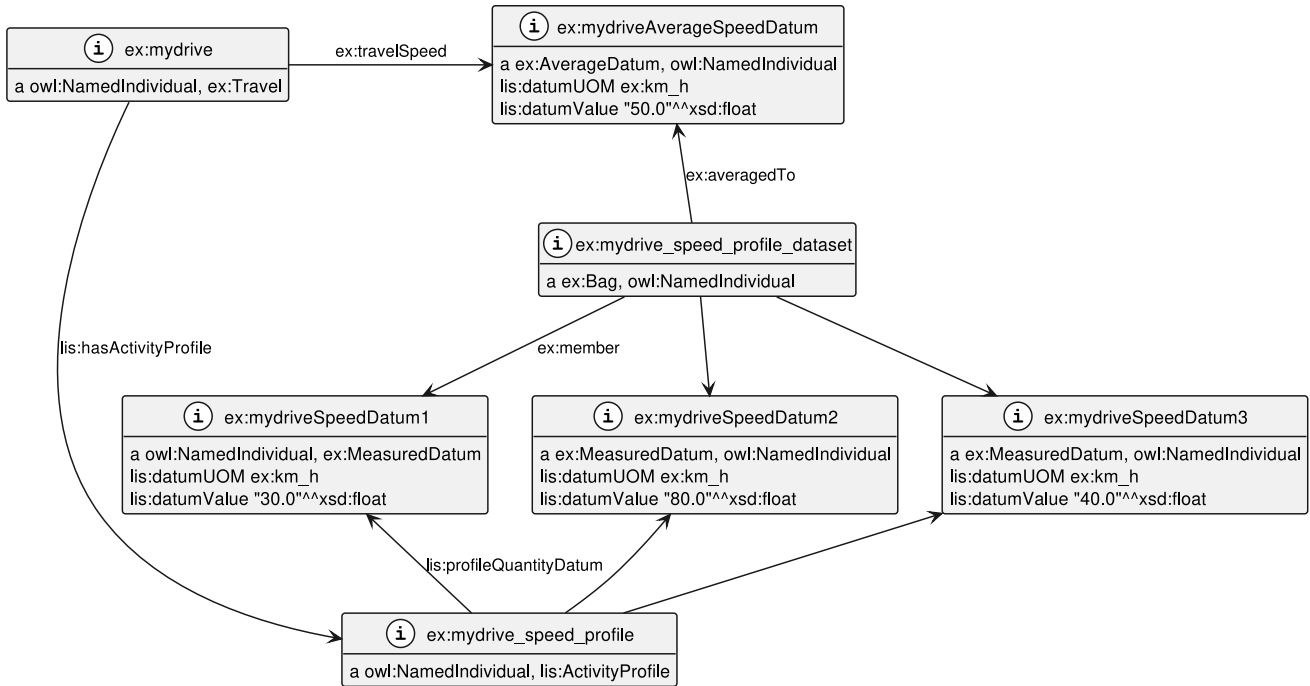 i ex:mydrive
a owl:NamedIndividual, ex:Travel
ex:travelSpeed
i ex:mydriveAverageSpeedDatum
a ex:AverageDatum, owl:NamedIndividual
lis:datumUOM ex:km_h
lis:datumValue "50.0"^^xsd:float
ex:averagedTo
i ex:mydrive_speed_profile_dataset
a ex:Bag, owl:NamedIndividual
lis:hasActivityProfile
ex:member
i ex:mydriveSpeedDatum1
a owl:NamedIndividual, ex:MeasuredDatum
lis:datumUOM ex:km_h
lis:datumValue "30.0"^^xsd:float
i ex:mydriveSpeedDatum2
a ex:MeasuredDatum, owl:NamedIndividual
lis:datumUOM ex:km_h
lis:datumValue "80.0"^^xsd:float
i ex:mydriveSpeedDatum3
a ex:MeasuredDatum, owl:NamedIndividual
lis:datumUOM ex:km_h
lis:datumValue "40.0"^^xsd:float
lis:profileQuantityDatum
i ex:mydrive_speed_profile
a owl:NamedIndividual, lis:ActivityProfile